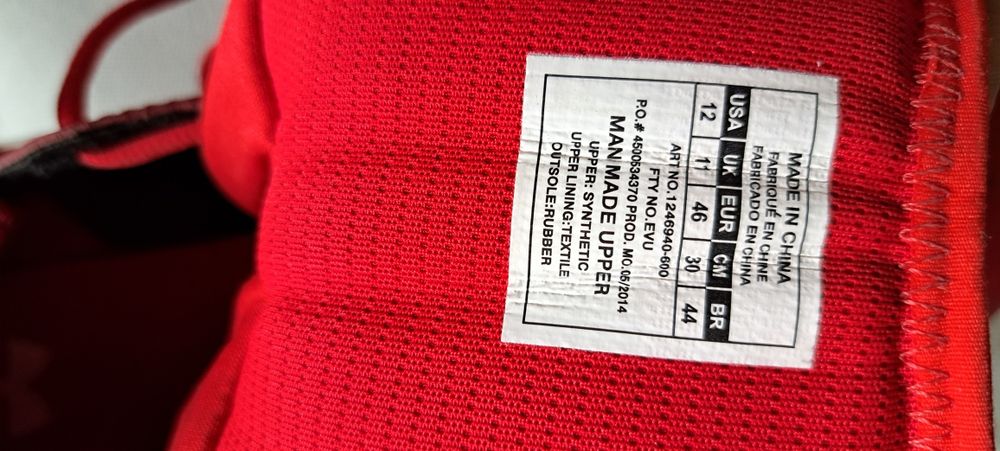 MADE IN CHINA
FABRIQUÉ EN CHINE
FABRICADO EN CHINA
USA UK EUR CM BR
12 11 46 30 44
ART NO. 1246940-600
FTY NO. EVU
P.O.# 4500634370 PROD. MO. 05/2014
MAN MADE UPPER
UPPER: SYNTHETIC
UPPER LINING:TEXTILE
OUTSOLE:RUBBER